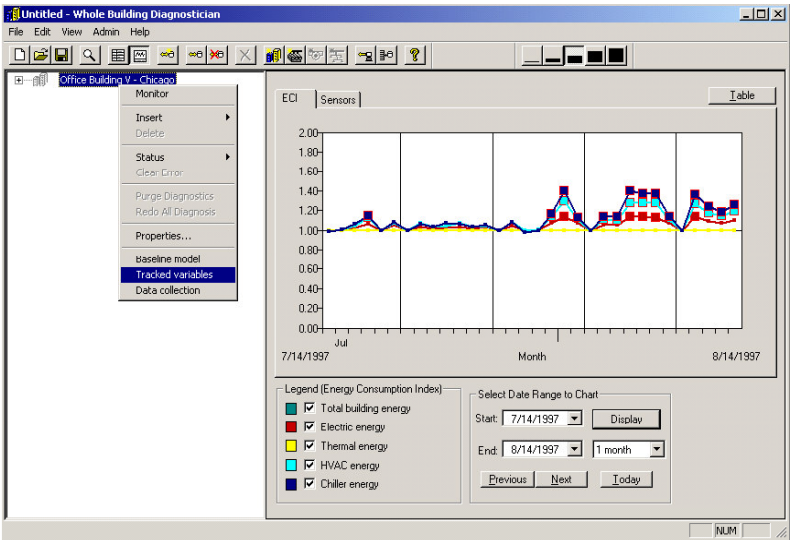 Untitled - Whole Building Diagnostician
File Edit View Admin Help
Office Building V - Chicago
Monitor
Insert
Delete
Status
Clear Error
Purge Diagnostics
Redo All Diagnosis
Properties...
Baseline model
Tracked variables
Data collection
ECI Sensors
Table
2.00
1.80
1.60
1.40
1.20
1.00
0.80
0.60
0.40
0.20
0.00
Jul
7/14/1997 Month 8/14/1997
Legend (Energy Consumption Index)
Total building energy
Electric energy
Thermal energy
HVAC energy
Chiller energy
Select Date Range to Chart
Start: 7/14/1997 Display
End: 8/14/1997 1 month
Previous Next Today
NUM